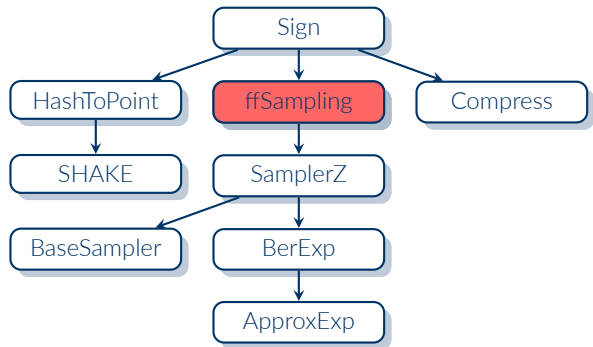 Sign
HashToPoint
ffSampling
Compress
SHAKE
SamplerZ
BaseSampler
BerExp
ApproxExp